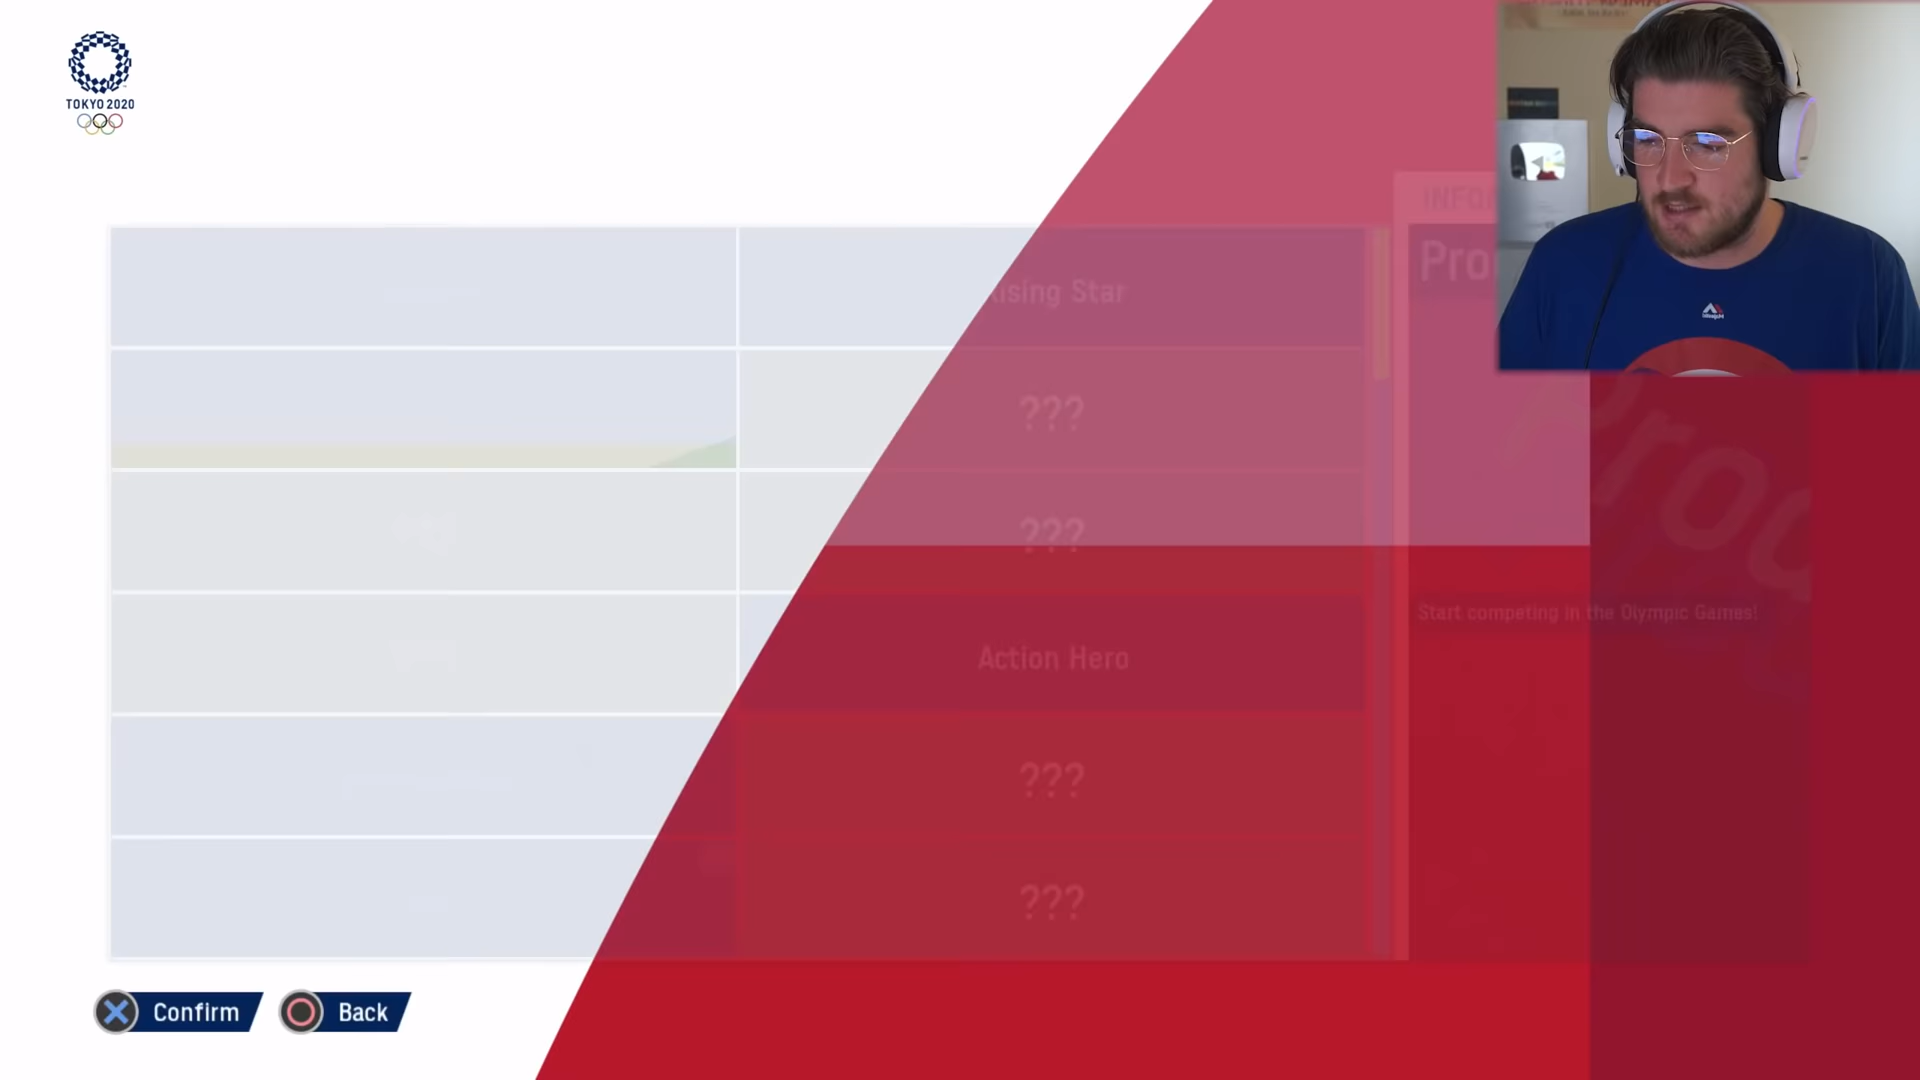 TOKYO 2020
INFO
Pro
ising Star
???
???
Start competing in the Olympic Games!
Action Hero
???
???
Confirm
Back